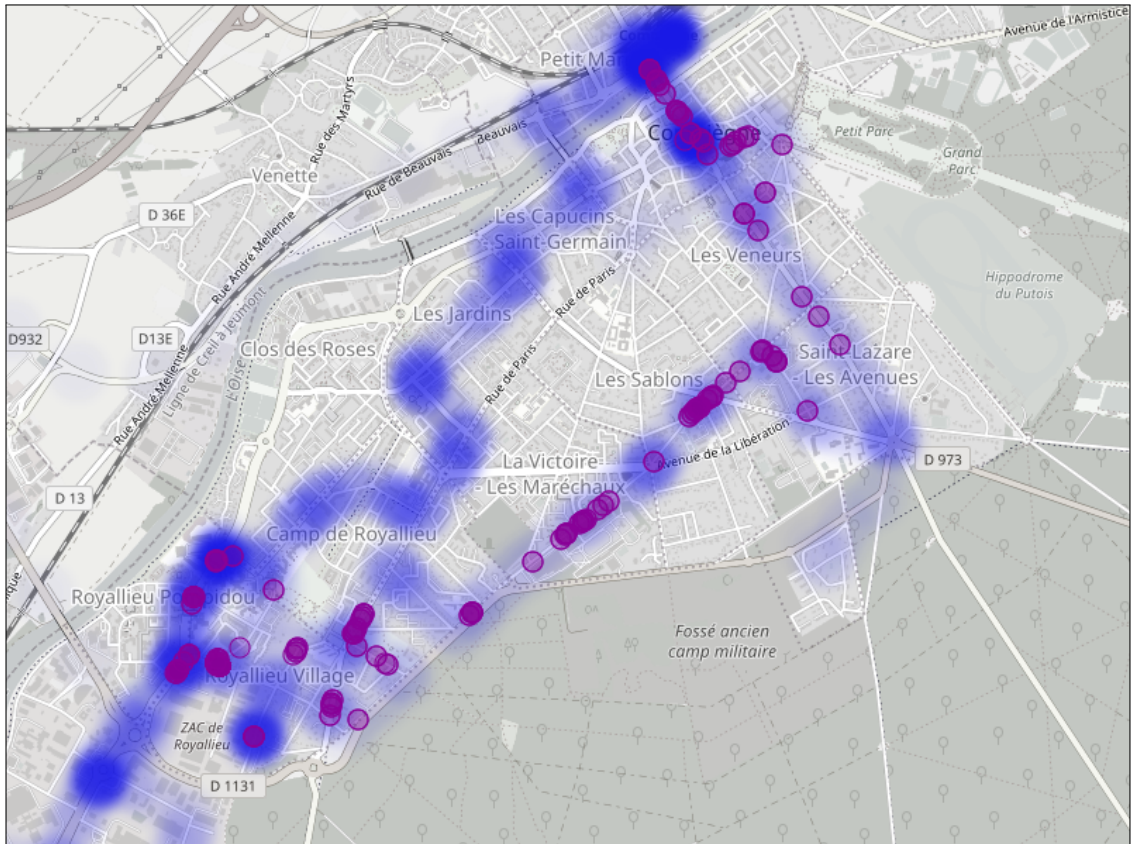 Avenue de l'Armistice
Petit Ma
Rue des Martyrs
Beauvais
Rue de Beauvais
Petit Parc
Grand
Parc
Venette
D 36E
Les Capucins
- Saint-Germain
Les Veneurs
Rue André Mellenne
Rue de Paris
Hippodrome
du Putois
Les Jardins
Ligne de Creil à Jeumont
D932
D13E
Clos des Roses
L'Oise
Rue de Paris
Les Sablons
Saint-Lazare
- Les Avenues
Rue André Mellenne
Avenue de la Libération
La Victoire
- Les Maréchaux
D 973
D 13
Camp de Royallieu
Royallieu Pompidou
Fossé ancien
camp militaire
Royallieu Village
ZAC de
Royallieu
D 1131